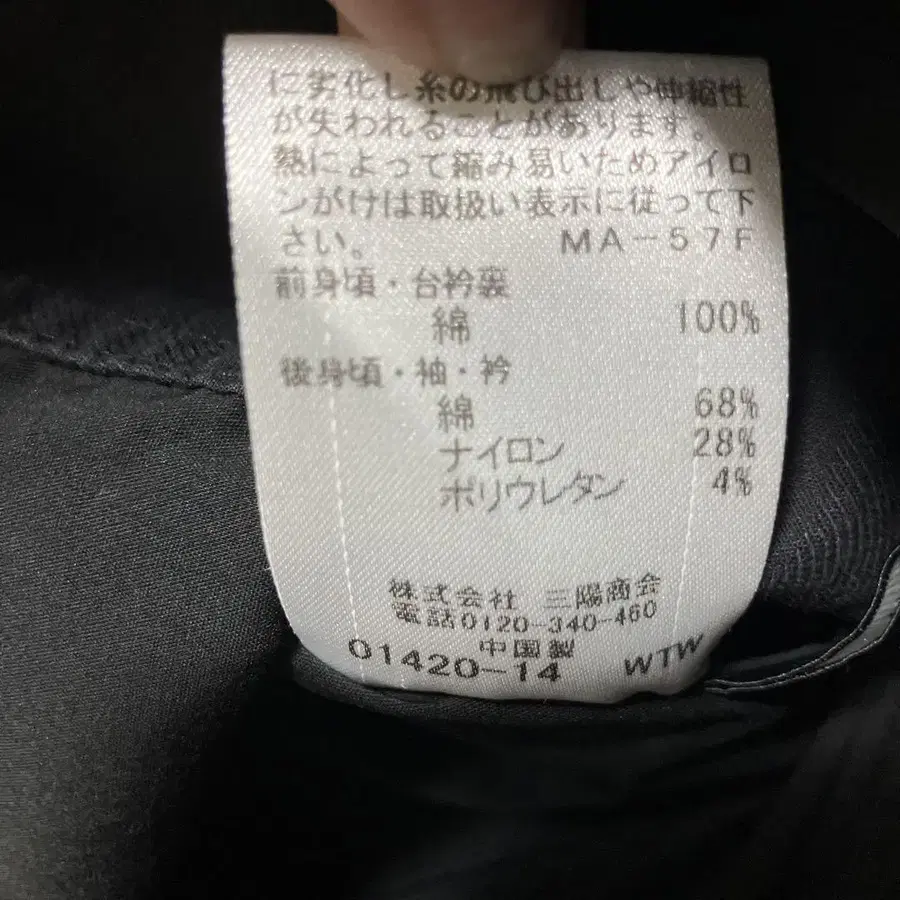 に劣化し糸の飛び出しや伸縮性
が失われることがあります。
熱によって縮み易いためアイロ
ンがけは取扱い表示に従って下
さい。 MA-57F
前身頃・台衿裏
綿 100%
後身頃・袖・衿
綿 68%
ナイロン 28%
ポリウレタン 4%
株式会社 三陽商会
電話0120-340-460
中国製
01420-14 WTW